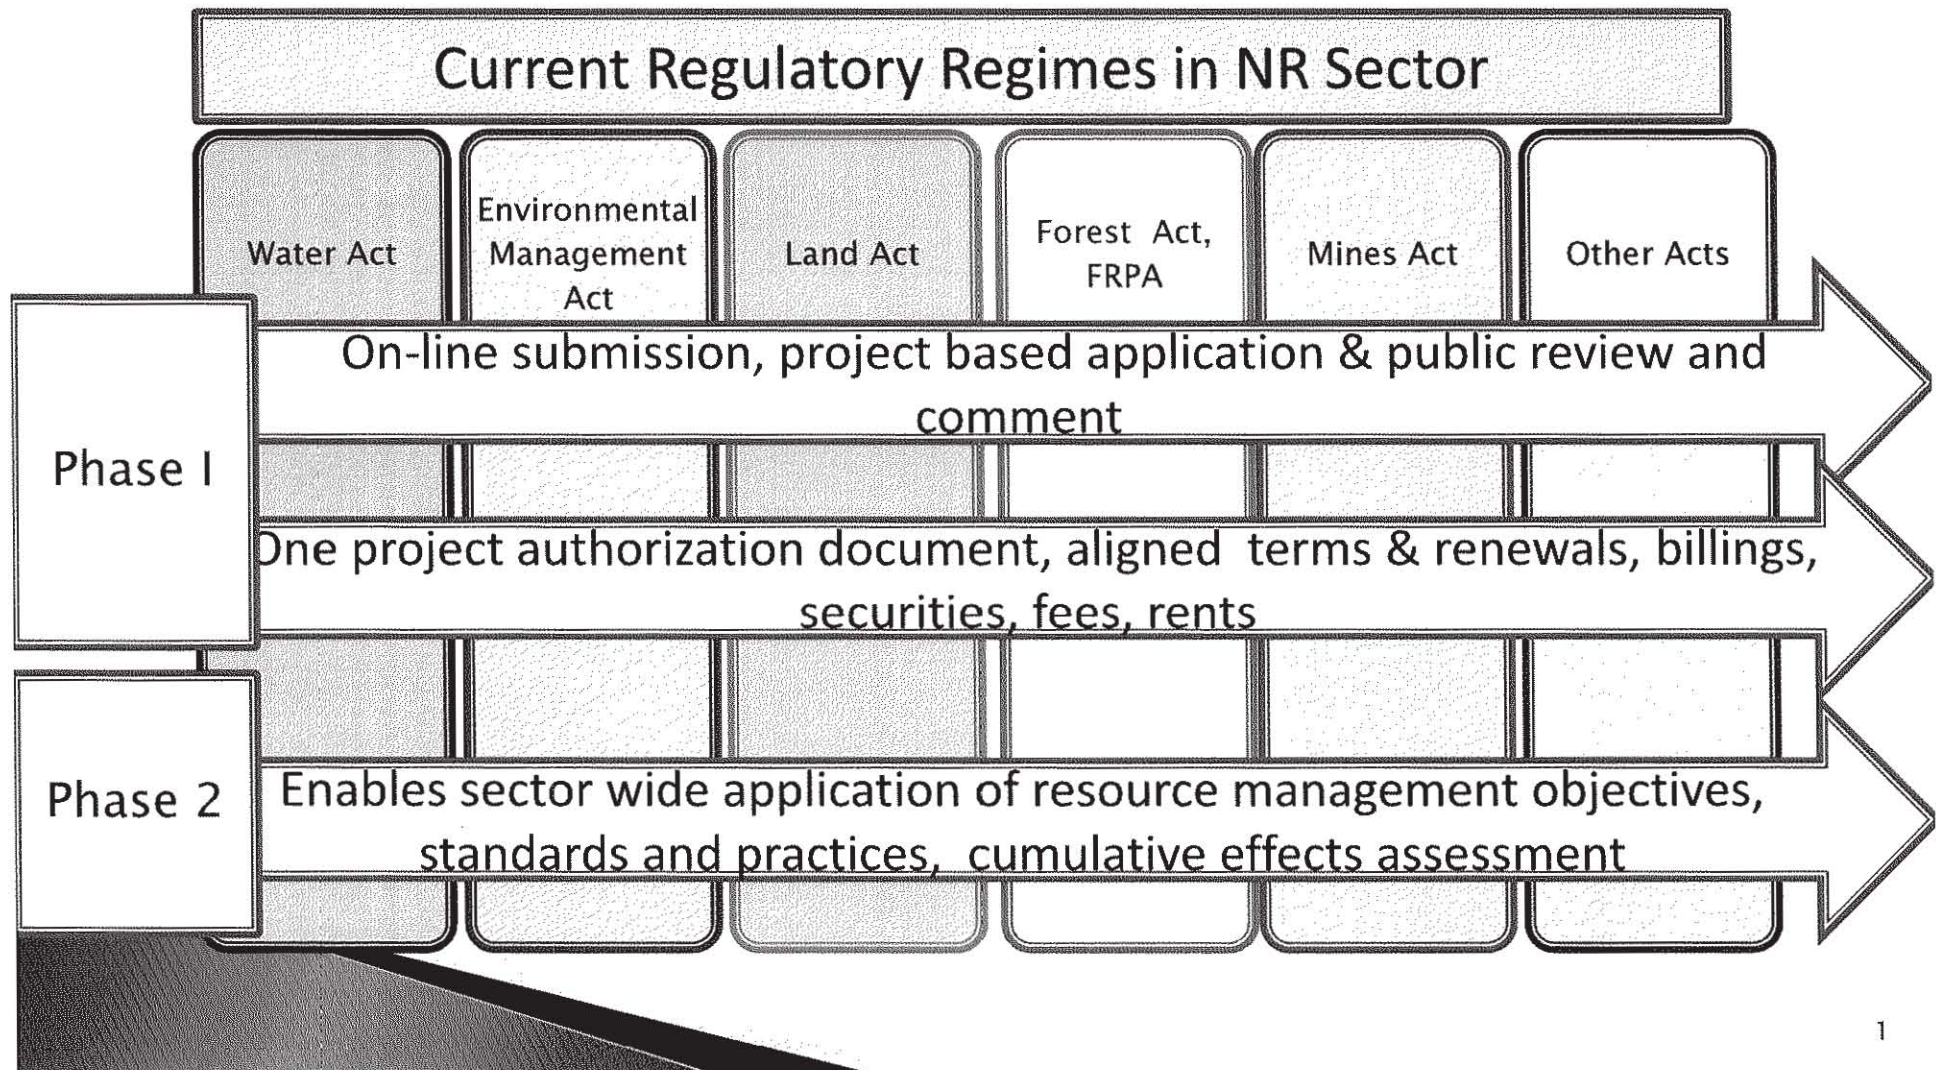 Current Regulatory Regimes in NR Sector
Water Act
Environmental
Management
Act
Land Act
Forest Act,
FRPA
Mines Act
Other Acts
Phase I
On-line submission, project based application & public review and
comment
One project authorization document, aligned terms & renewals, billings,
securities, fees, rents
Phase 2
Enables sector wide application of resource management objectives,
standards and practices, cumulative effects assessment
1